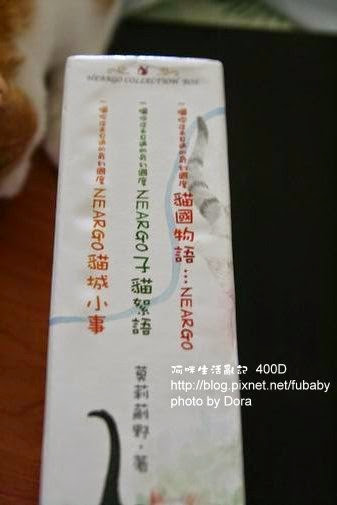 NEARGO COLLECTION BOX
貓國物語…NEARGO
NEARGO子貓絮語
NEARGO貓城小事
莫莉蔚野・著
阿咪生活亂記 400D
http://blog.pixnet.net/fubaby
photo by Dora